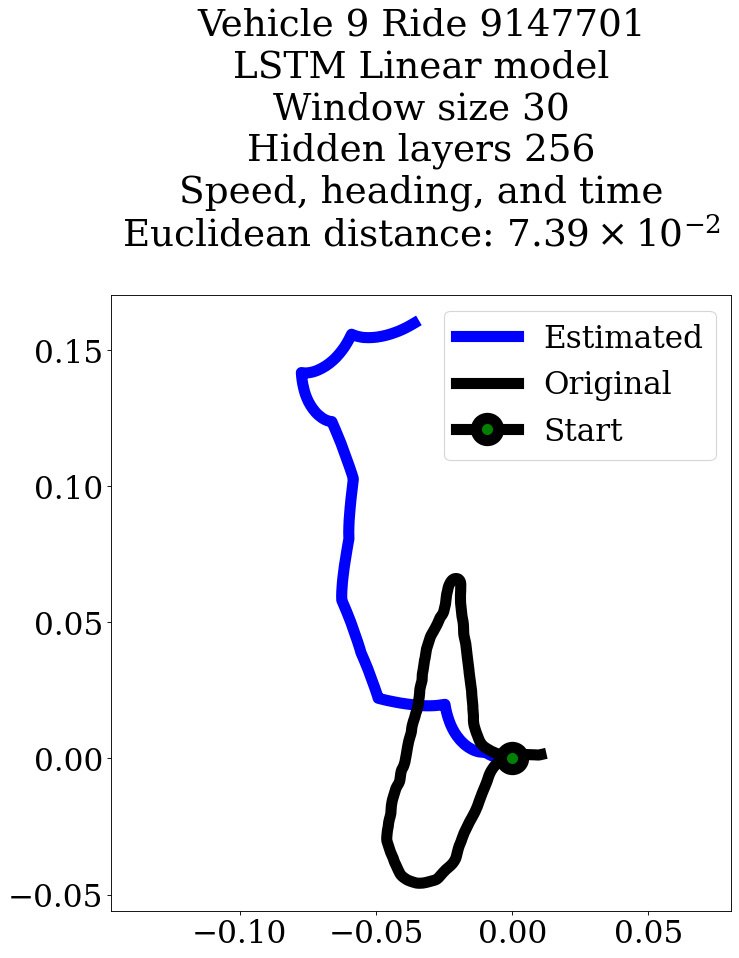 Vehicle 9 Ride 9147701
LSTM Linear model
Window size 30
Hidden layers 256
Speed, heading, and time
Euclidean distance: 7.39 × 10⁻²
Estimated
Original
Start
0.15
0.10
0.05
0.00
−0.05
−0.10
−0.05
0.00
0.05